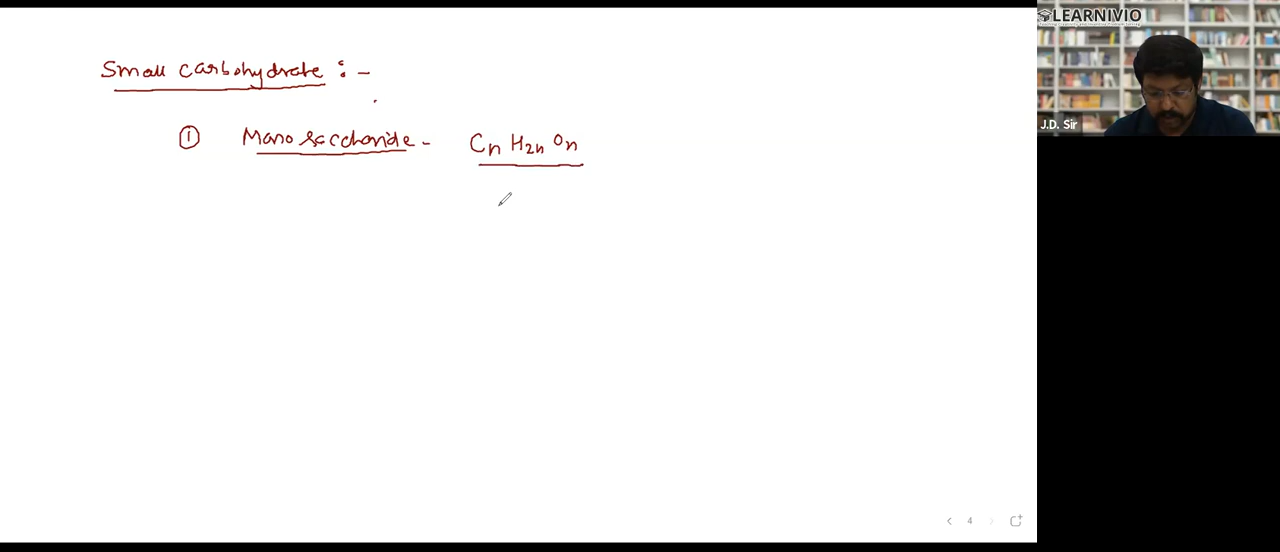 Small carbohydrate : -
① Monosaccharide - CnH2nOn
LEARNIVIO
J.D. Sir
4